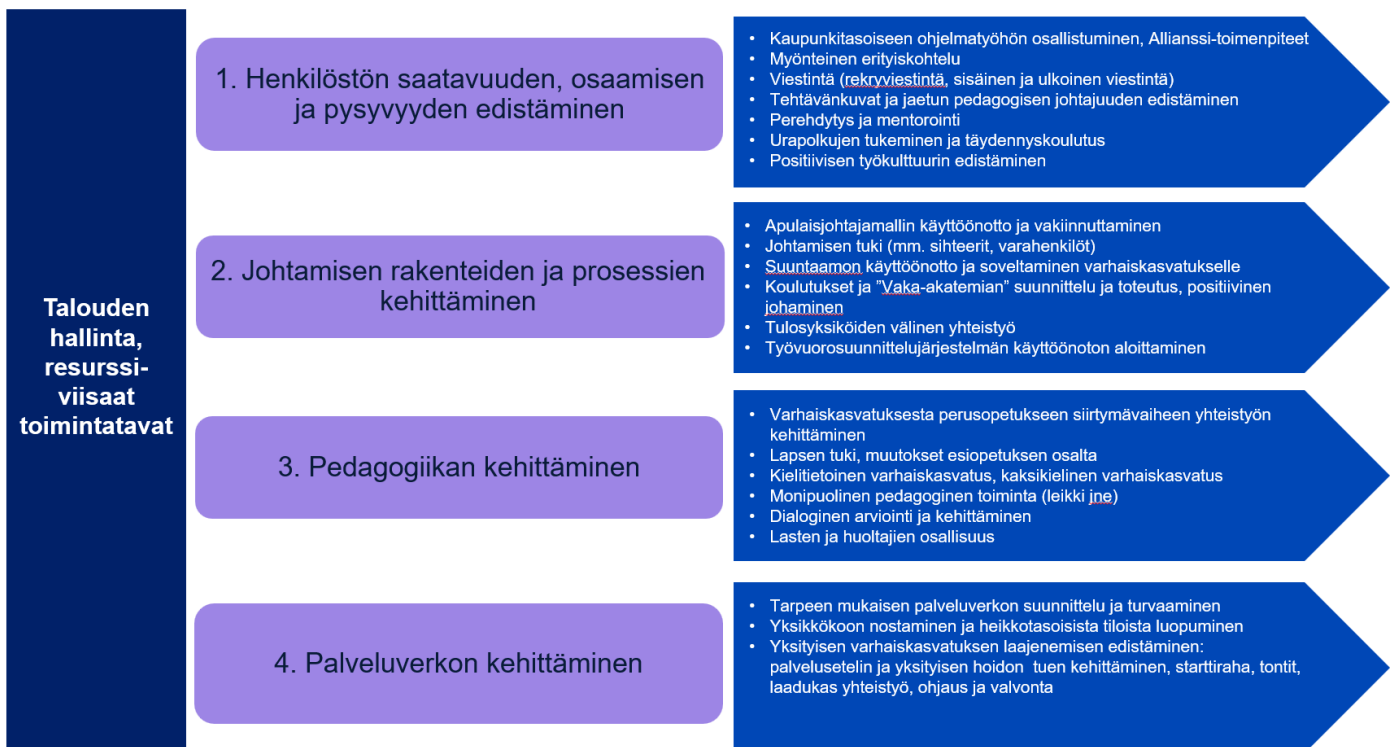 Talouden
hallinta,
resurssi-
viisaat
toimintatavat
1. Henkilöstön saatavuuden, osaamisen
ja pysyvyyden edistäminen
• Kaupunkitasoiseen ohjelmatyöhön osallistuminen, Allianssi-toimenpiteet
• Myönteinen erityiskohtelu
• Viestintä (rekryviestintä, sisäinen ja ulkoinen viestintä)
• Tehtävänkuvat ja jaetun pedagogisen johtajuuden edistäminen
• Perehdytys ja mentorointi
• Urapolkujen tukeminen ja täydennyskoulutus
• Positiivisen työkulttuurin edistäminen
2. Johtamisen rakenteiden ja prosessien
kehittäminen
• Apulaisjohtajamallin käyttöönotto ja vakiinnuttaminen
• Johtamisen tuki (mm. sihteerit, varahenkilöt)
• Suuntaamon käyttöönotto ja soveltaminen varhaiskasvatukselle
• Koulutukset ja ”Vaka-akatemian” suunnittelu ja toteutus, positiivinen
johaminen
• Tulosyksiköiden välinen yhteistyö
• Työvuorosuunnittelujärjestelmän käyttöönoton aloittaminen
3. Pedagogiikan kehittäminen
• Varhaiskasvatuksesta perusopetukseen siirtymävaiheen yhteistyön
kehittäminen
• Lapsen tuki, muutokset esiopetuksen osalta
• Kielitietoinen varhaiskasvatus, kaksikielinen varhaiskasvatus
• Monipuolinen pedagoginen toiminta (leikki jne)
• Dialoginen arviointi ja kehittäminen
• Lasten ja huoltajien osallisuus
4. Palveluverkon kehittäminen
• Tarpeen mukaisen palveluverkon suunnittelu ja turvaaminen
• Yksikkökoon nostaminen ja heikkotasoisista tiloista luopuminen
• Yksityisen varhaiskasvatuksen laajenemisen edistäminen:
palvelusetelin ja yksityisen hoidon tuen kehittäminen, starttiraha, tontit,
laadukas yhteistyö, ohjaus ja valvonta